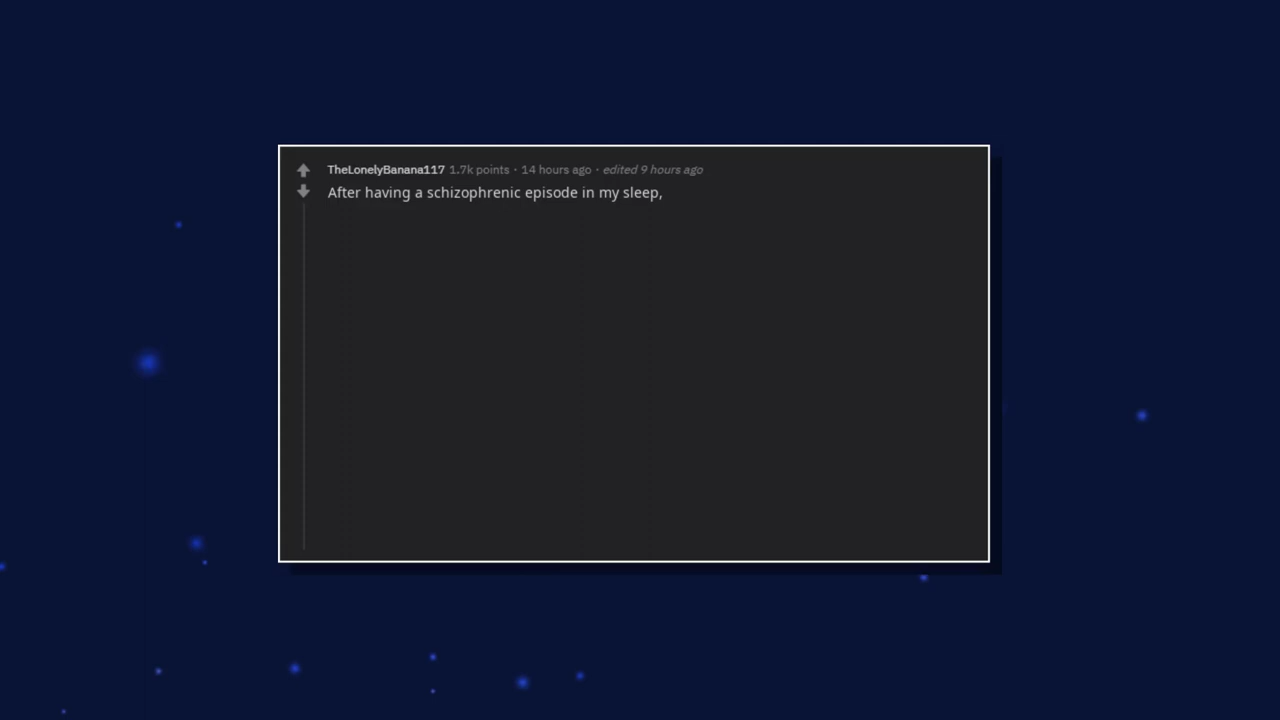 TheLonelyBanana117 1.7k points · 14 hours ago · edited 9 hours ago
After having a schizophrenic episode in my sleep,